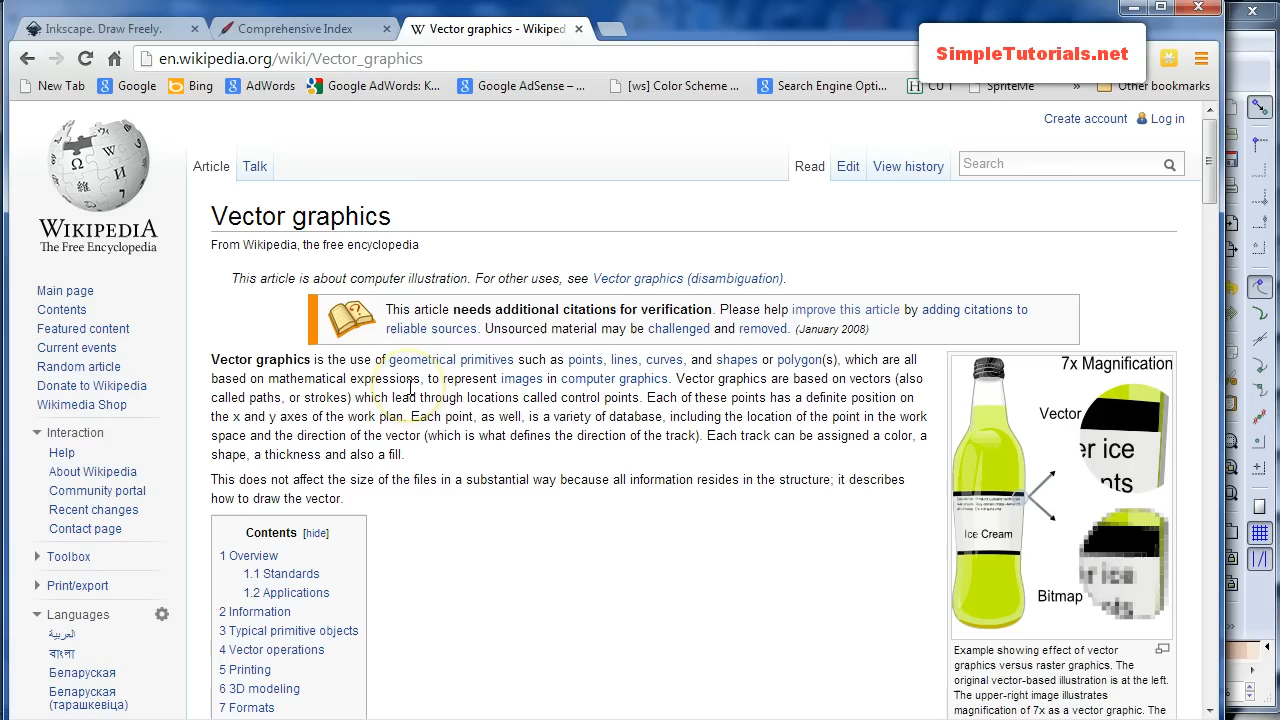 Inkscape. Draw Freely.
Comprehensive Index
Vector graphics - Wikiped
SimpleTutorials.net
en.wikipedia.org/wiki/Vector_graphics
New Tab
Google
Bing
AdWords
Google AdWords: K...
Google AdSense – ...
[ws] Color Scheme ...
Search Engine Opti...
SpriteMe
Other bookmarks
Create account
Log in
Article
Talk
Read
Edit
View history
Search
WIKIPEDIA
The Free Encyclopedia
Main page
Contents
Featured content
Current events
Random article
Donate to Wikipedia
Wikimedia Shop
Interaction
Help
About Wikipedia
Community portal
Recent changes
Contact page
Toolbox
Print/export
Languages
العربية
বাংলা
Беларуская
Беларуская
(тарашкевіца)
Vector graphics
From Wikipedia, the free encyclopedia
This article is about computer illustration. For other uses, see Vector graphics (disambiguation).
This article needs additional citations for verification. Please help improve this article by adding citations to
reliable sources. Unsourced material may be challenged and removed. (January 2008)
Vector graphics is the use of geometrical primitives such as points, lines, curves, and shapes or polygon(s), which are all
based on mathematical expressions, to represent images in computer graphics. Vector graphics are based on vectors (also
called paths, or strokes) which lead through locations called control points. Each of these points has a definite position on
the x and y axes of the work plan. Each point, as well, is a variety of database, including the location of the point in the work
space and the direction of the vector (which is what defines the direction of the track). Each track can be assigned a color, a
shape, a thickness and also a fill.
This does not affect the size of the files in a substantial way because all information resides in the structure; it describes
how to draw the vector.
Contents [hide]
1 Overview
1.1 Standards
1.2 Applications
2 Information
3 Typical primitive objects
4 Vector operations
5 Printing
6 3D modeling
7 Formats
7x Magnification
Vector
er ice
nts
Ice Cream
Bitmap
Example showing effect of vector
graphics versus raster graphics. The
original vector-based illustration is at the left.
The upper-right image illustrates
magnification of 7x as a vector graphic. The